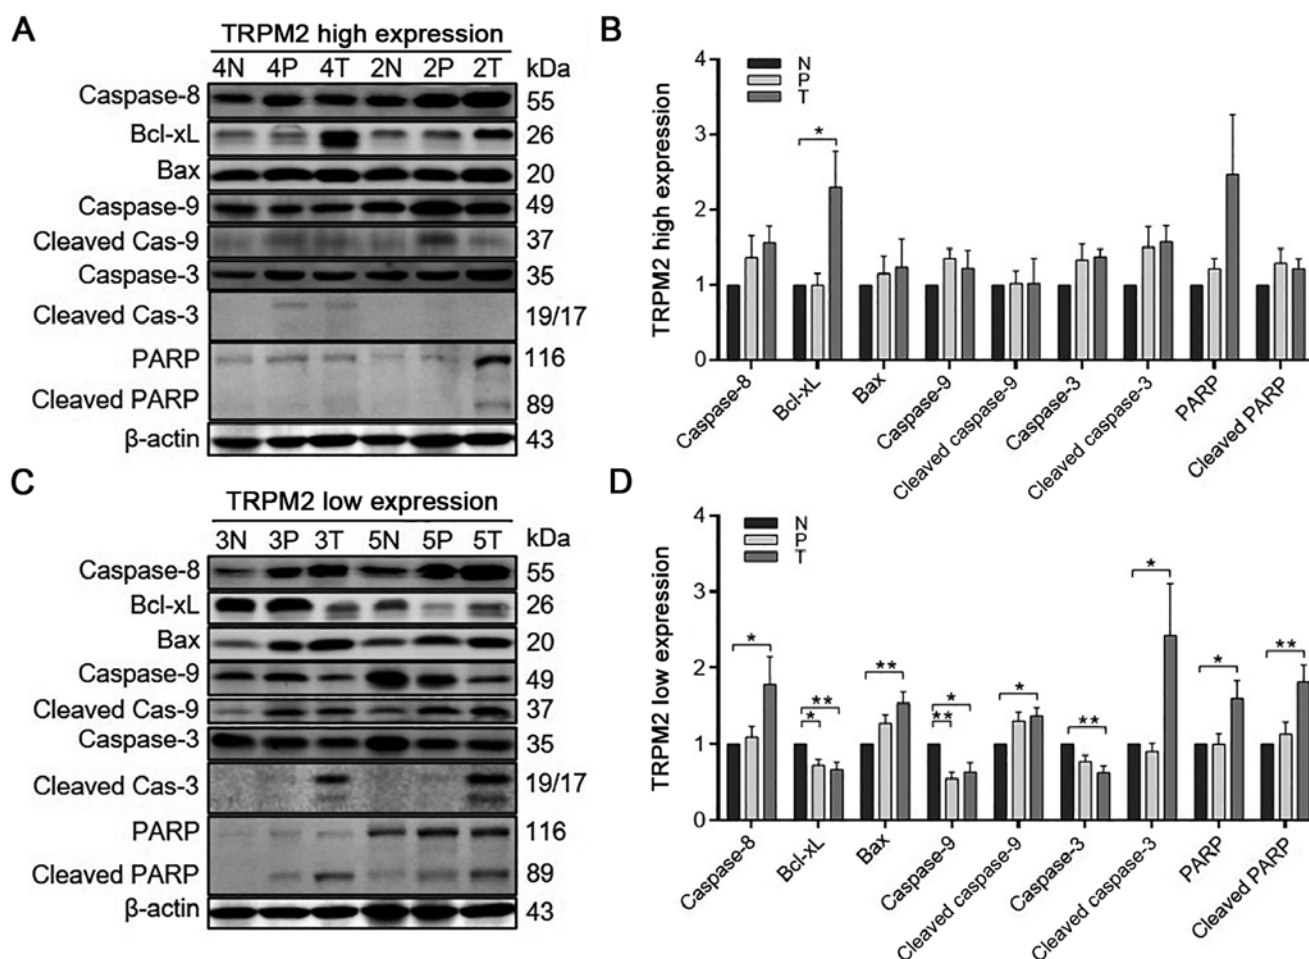 A
TRPM2 high expression
4N 4P 4T 2N 2P 2T kDa
Caspase-8 55
Bcl-xL 26
Bax 20
Caspase-9 49
Cleaved Cas-9 37
Caspase-3 35
Cleaved Cas-3 19/17
PARP 116
Cleaved PARP 89
β-actin 43
B
TRPM2 high expression
4
3
2
1
0
N
P
T
*
Caspase-8
Bcl-xL
Bax
Caspase-9
Cleaved caspase-9
Caspase-3
Cleaved caspase-3
PARP
Cleaved PARP
C
TRPM2 low expression
3N 3P 3T 5N 5P 5T kDa
Caspase-8 55
Bcl-xL 26
Bax 20
Caspase-9 49
Cleaved Cas-9 37
Caspase-3 35
Cleaved Cas-3 19/17
PARP 116
Cleaved PARP 89
β-actin 43
D
TRPM2 low expression
4
3
2
1
0
N
P
T
*
**
*
**
*
**
*
**
*
*
**
Caspase-8
Bcl-xL
Bax
Caspase-9
Cleaved caspase-9
Caspase-3
Cleaved caspase-3
PARP
Cleaved PARP